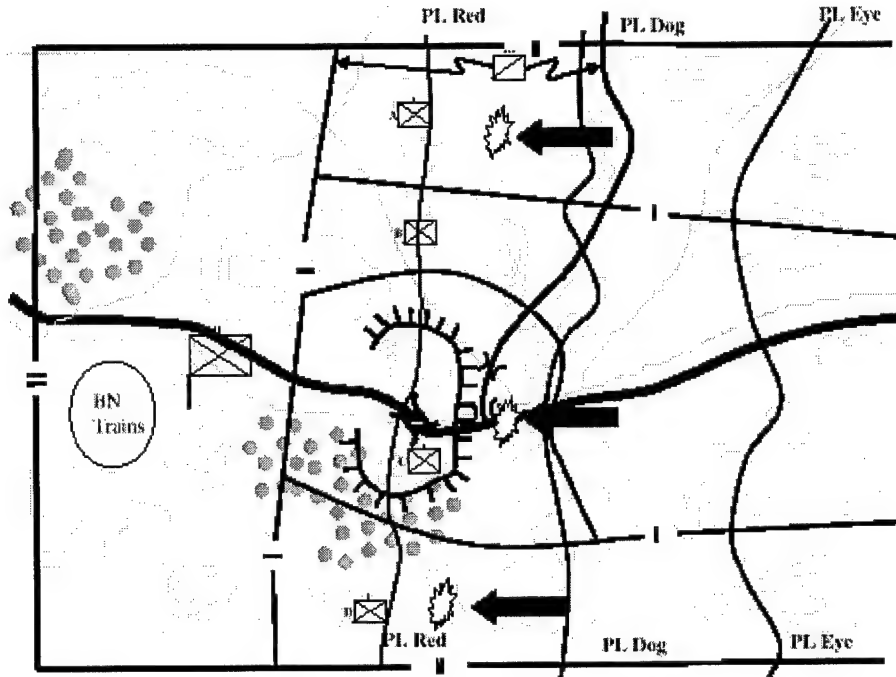 PL Red
PL Dog
PL Eye
A
B
BN
Trains
C
D
PL Red
PL Dog
PL Eye